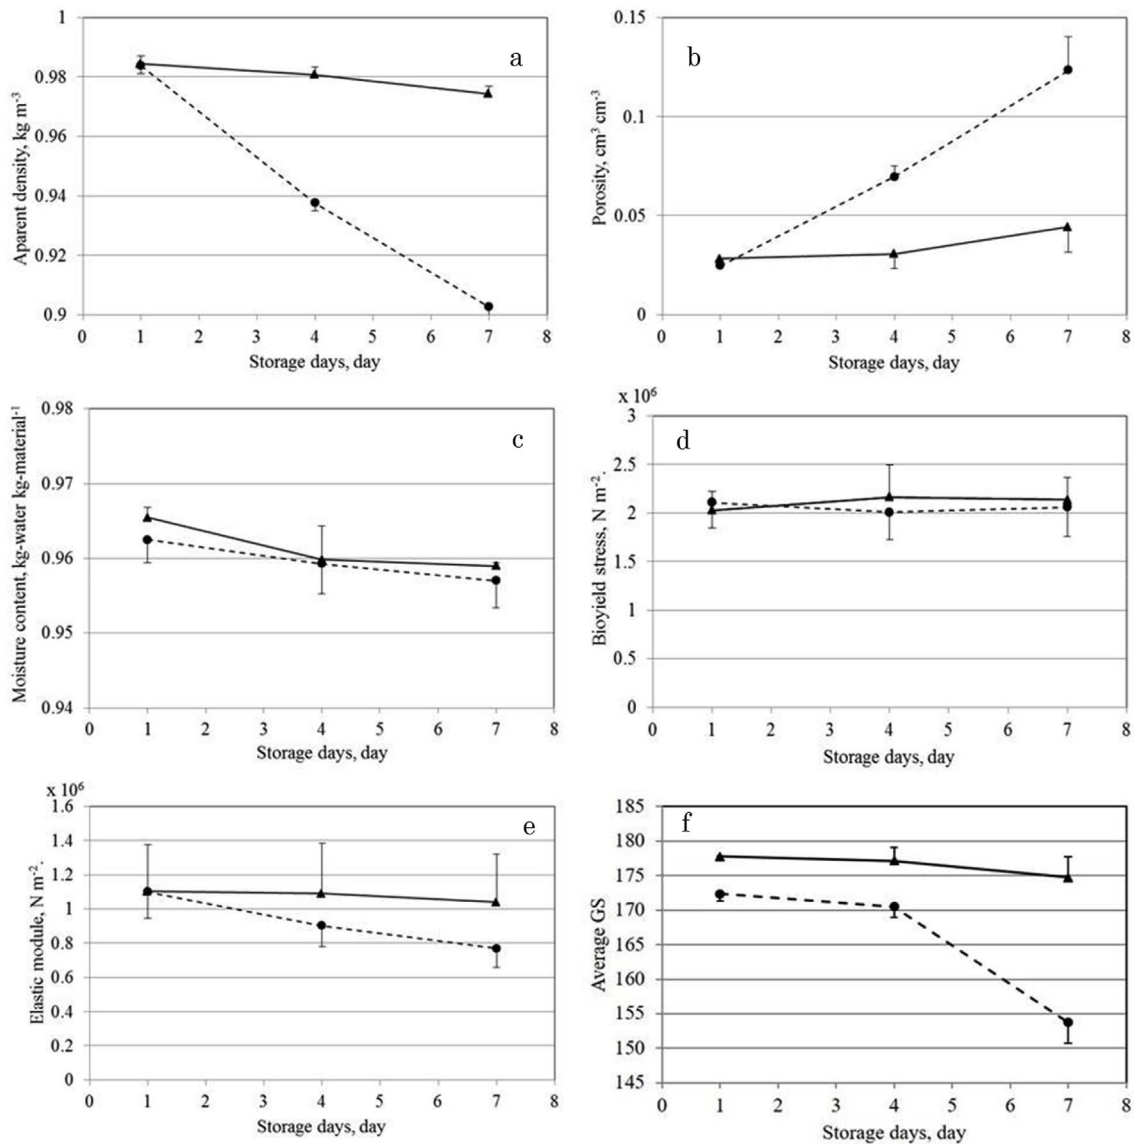 a
Apparent density, kg m⁻³
1
0.98
0.96
0.94
0.92
0.9
0 1 2 3 4 5 6 7 8
Storage days, day
b
Porosity, cm³ cm⁻³
0.15
0.1
0.05
0
0 1 2 3 4 5 6 7 8
Storage days, day
c
Moisture content, kg-water kg-material⁻¹
0.98
0.97
0.96
0.95
0.94
0 1 2 3 4 5 6 7 8
Storage days, day
x 10⁶
d
Bioyield stress, N m⁻².
3
2.5
2
1.5
1
0.5
0
0 1 2 3 4 5 6 7 8
Storage days, day
x 10⁶
e
Elastic module, N m⁻².
1.6
1.4
1.2
1
0.8
0.6
0.4
0.2
0
0 1 2 3 4 5 6 7 8
Storage days, day
f
Average GS
185
180
175
170
165
160
155
150
145
0 1 2 3 4 5 6 7 8
Storage days, day